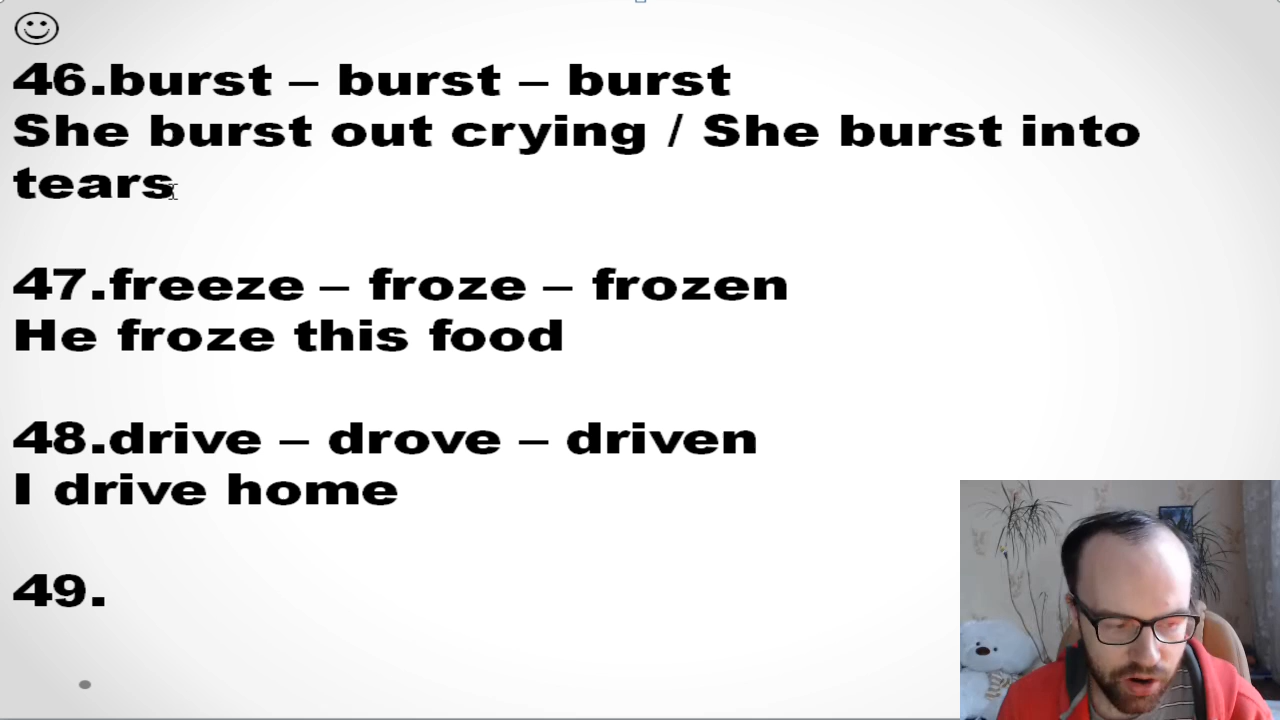 46.burst – burst – burst
She burst out crying / She burst into
tears
47.freeze – froze – frozen
He froze this food
48.drive – drove – driven
I drive home
49.